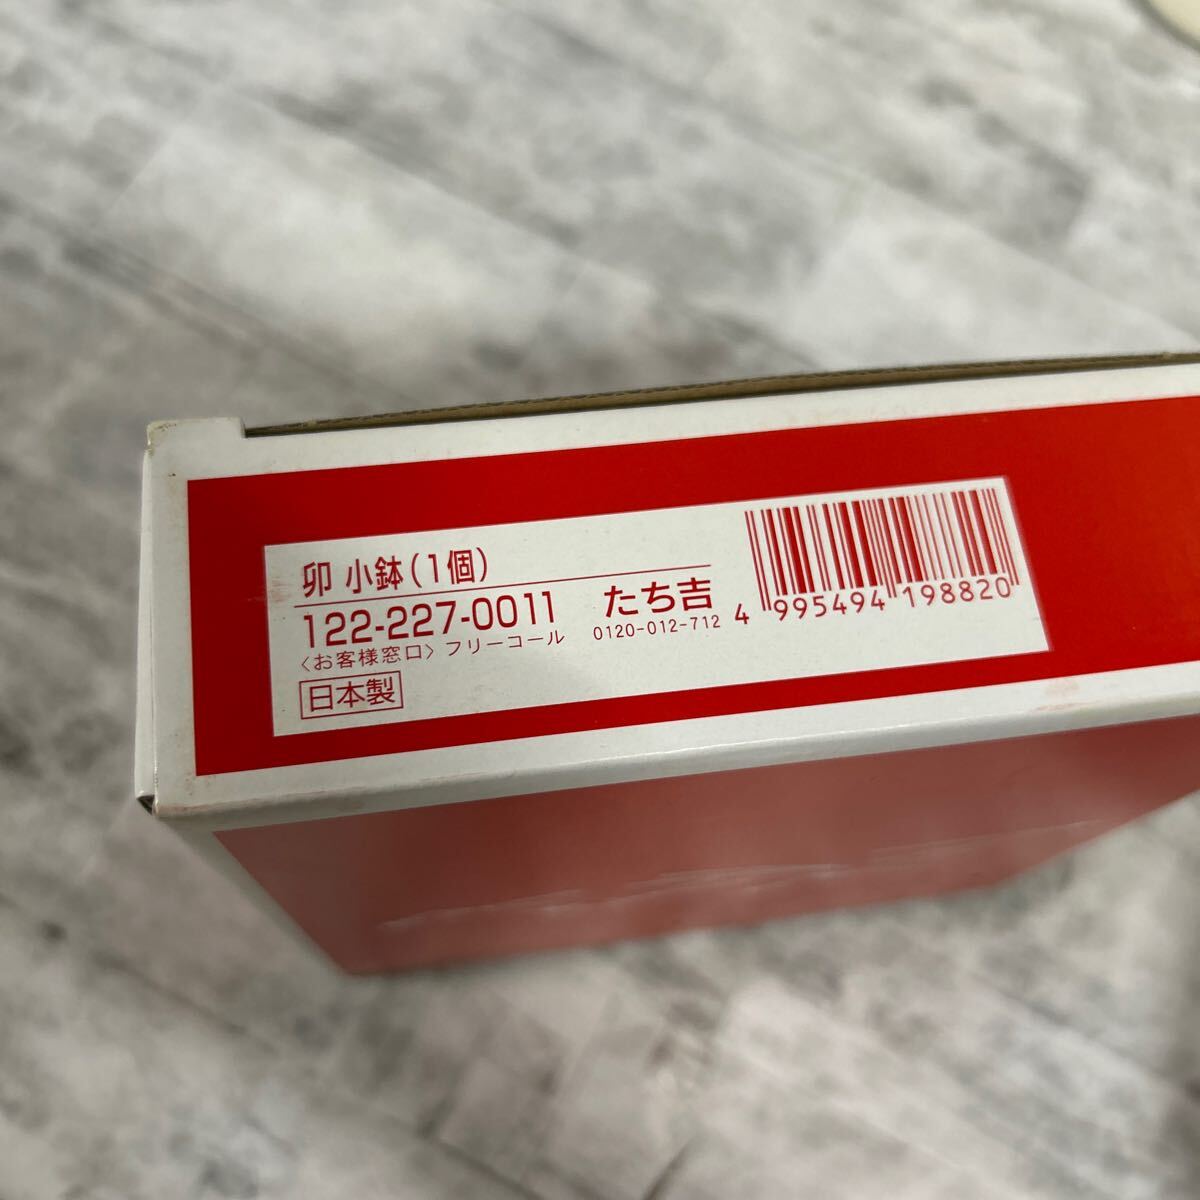 卯 小鉢(1個)
122-227-0011 たち吉
〈お客様窓口〉フリーコール 0120-012-712
日本製
4 995494 198820